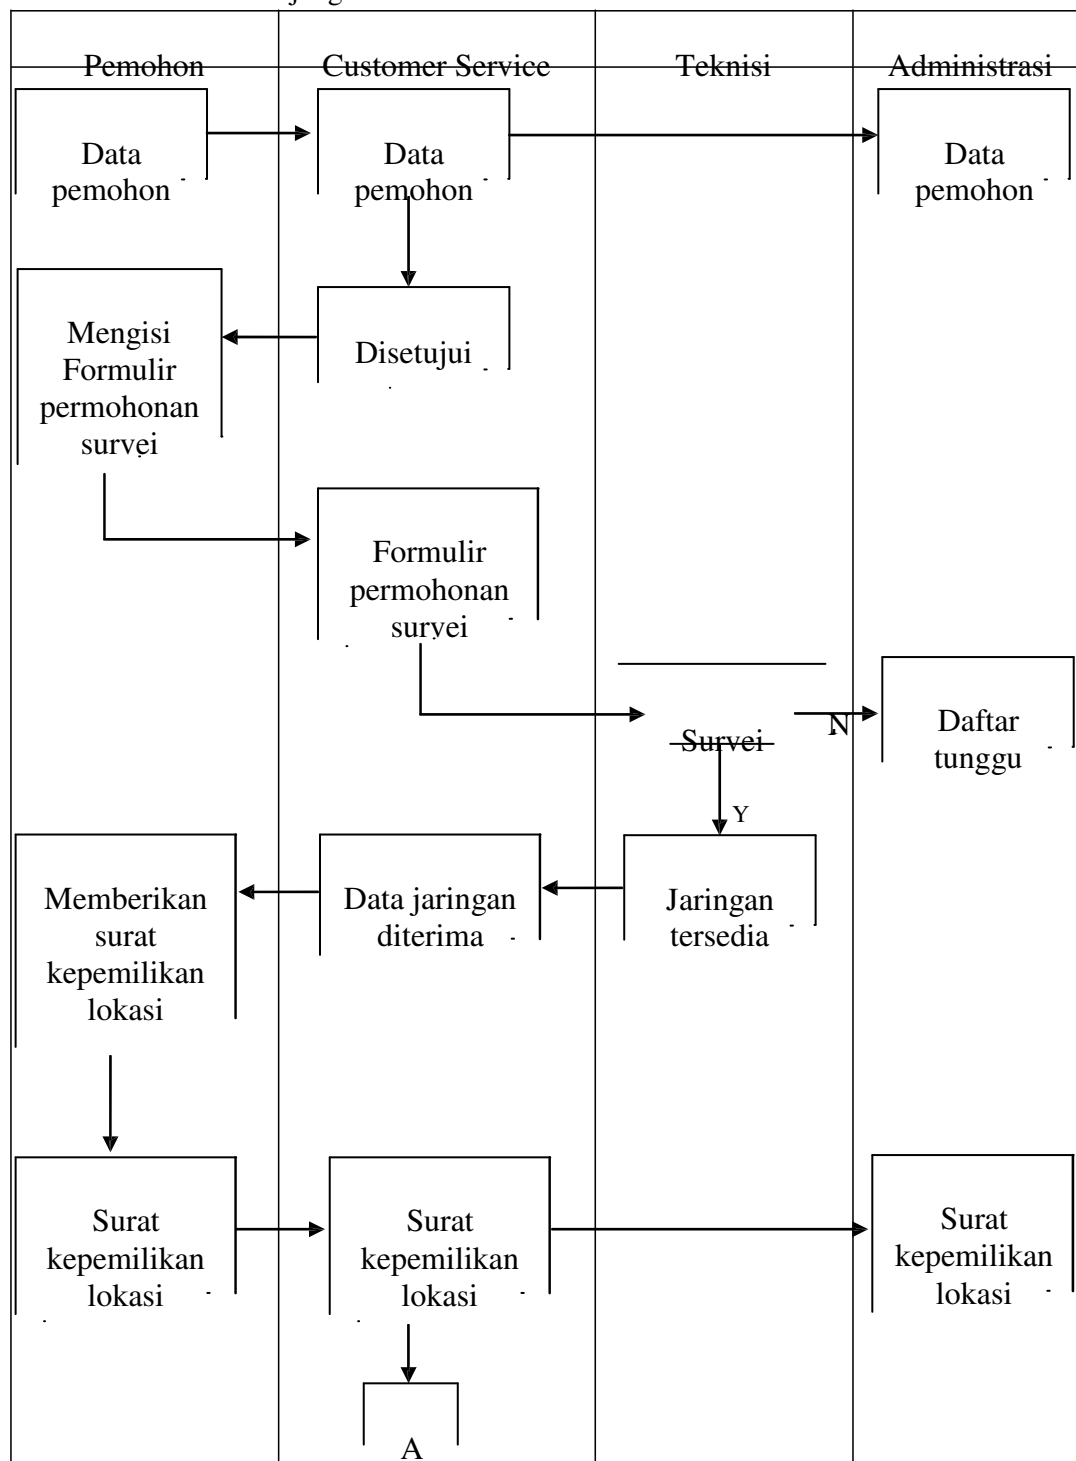 Pemohon
Customer Service
Teknisi
Administrasi
Data
pemohon
Data
pemohon
Data
pemohon
Mengisi
Formulir
permohonan
survei
Disetujui
Formulir
permohonan
survei
Survei
N
Daftar
tunggu
Y
Memberikan
surat
kepemilikan
lokasi
Data jaringan
diterima
Jaringan
tersedia
Surat
kepemilikan
lokasi
Surat
kepemilikan
lokasi
Surat
kepemilikan
lokasi
A